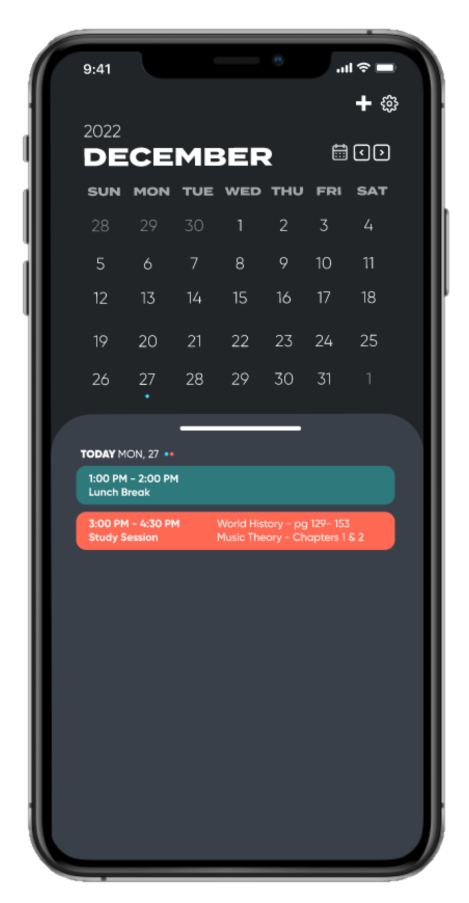 9:41
2022
DECEMBER
SUN MON TUE WED THU FRI SAT
28 29 30 1 2 3 4
5 6 7 8 9 10 11
12 13 14 15 16 17 18
19 20 21 22 23 24 25
26 27 28 29 30 31 1
TODAY MON, 27
1:00 PM - 2:00 PM
Lunch Break
3:00 PM - 4:30 PM World History - pg 129- 153
Study Session Music Theory - Chapters 1 & 2